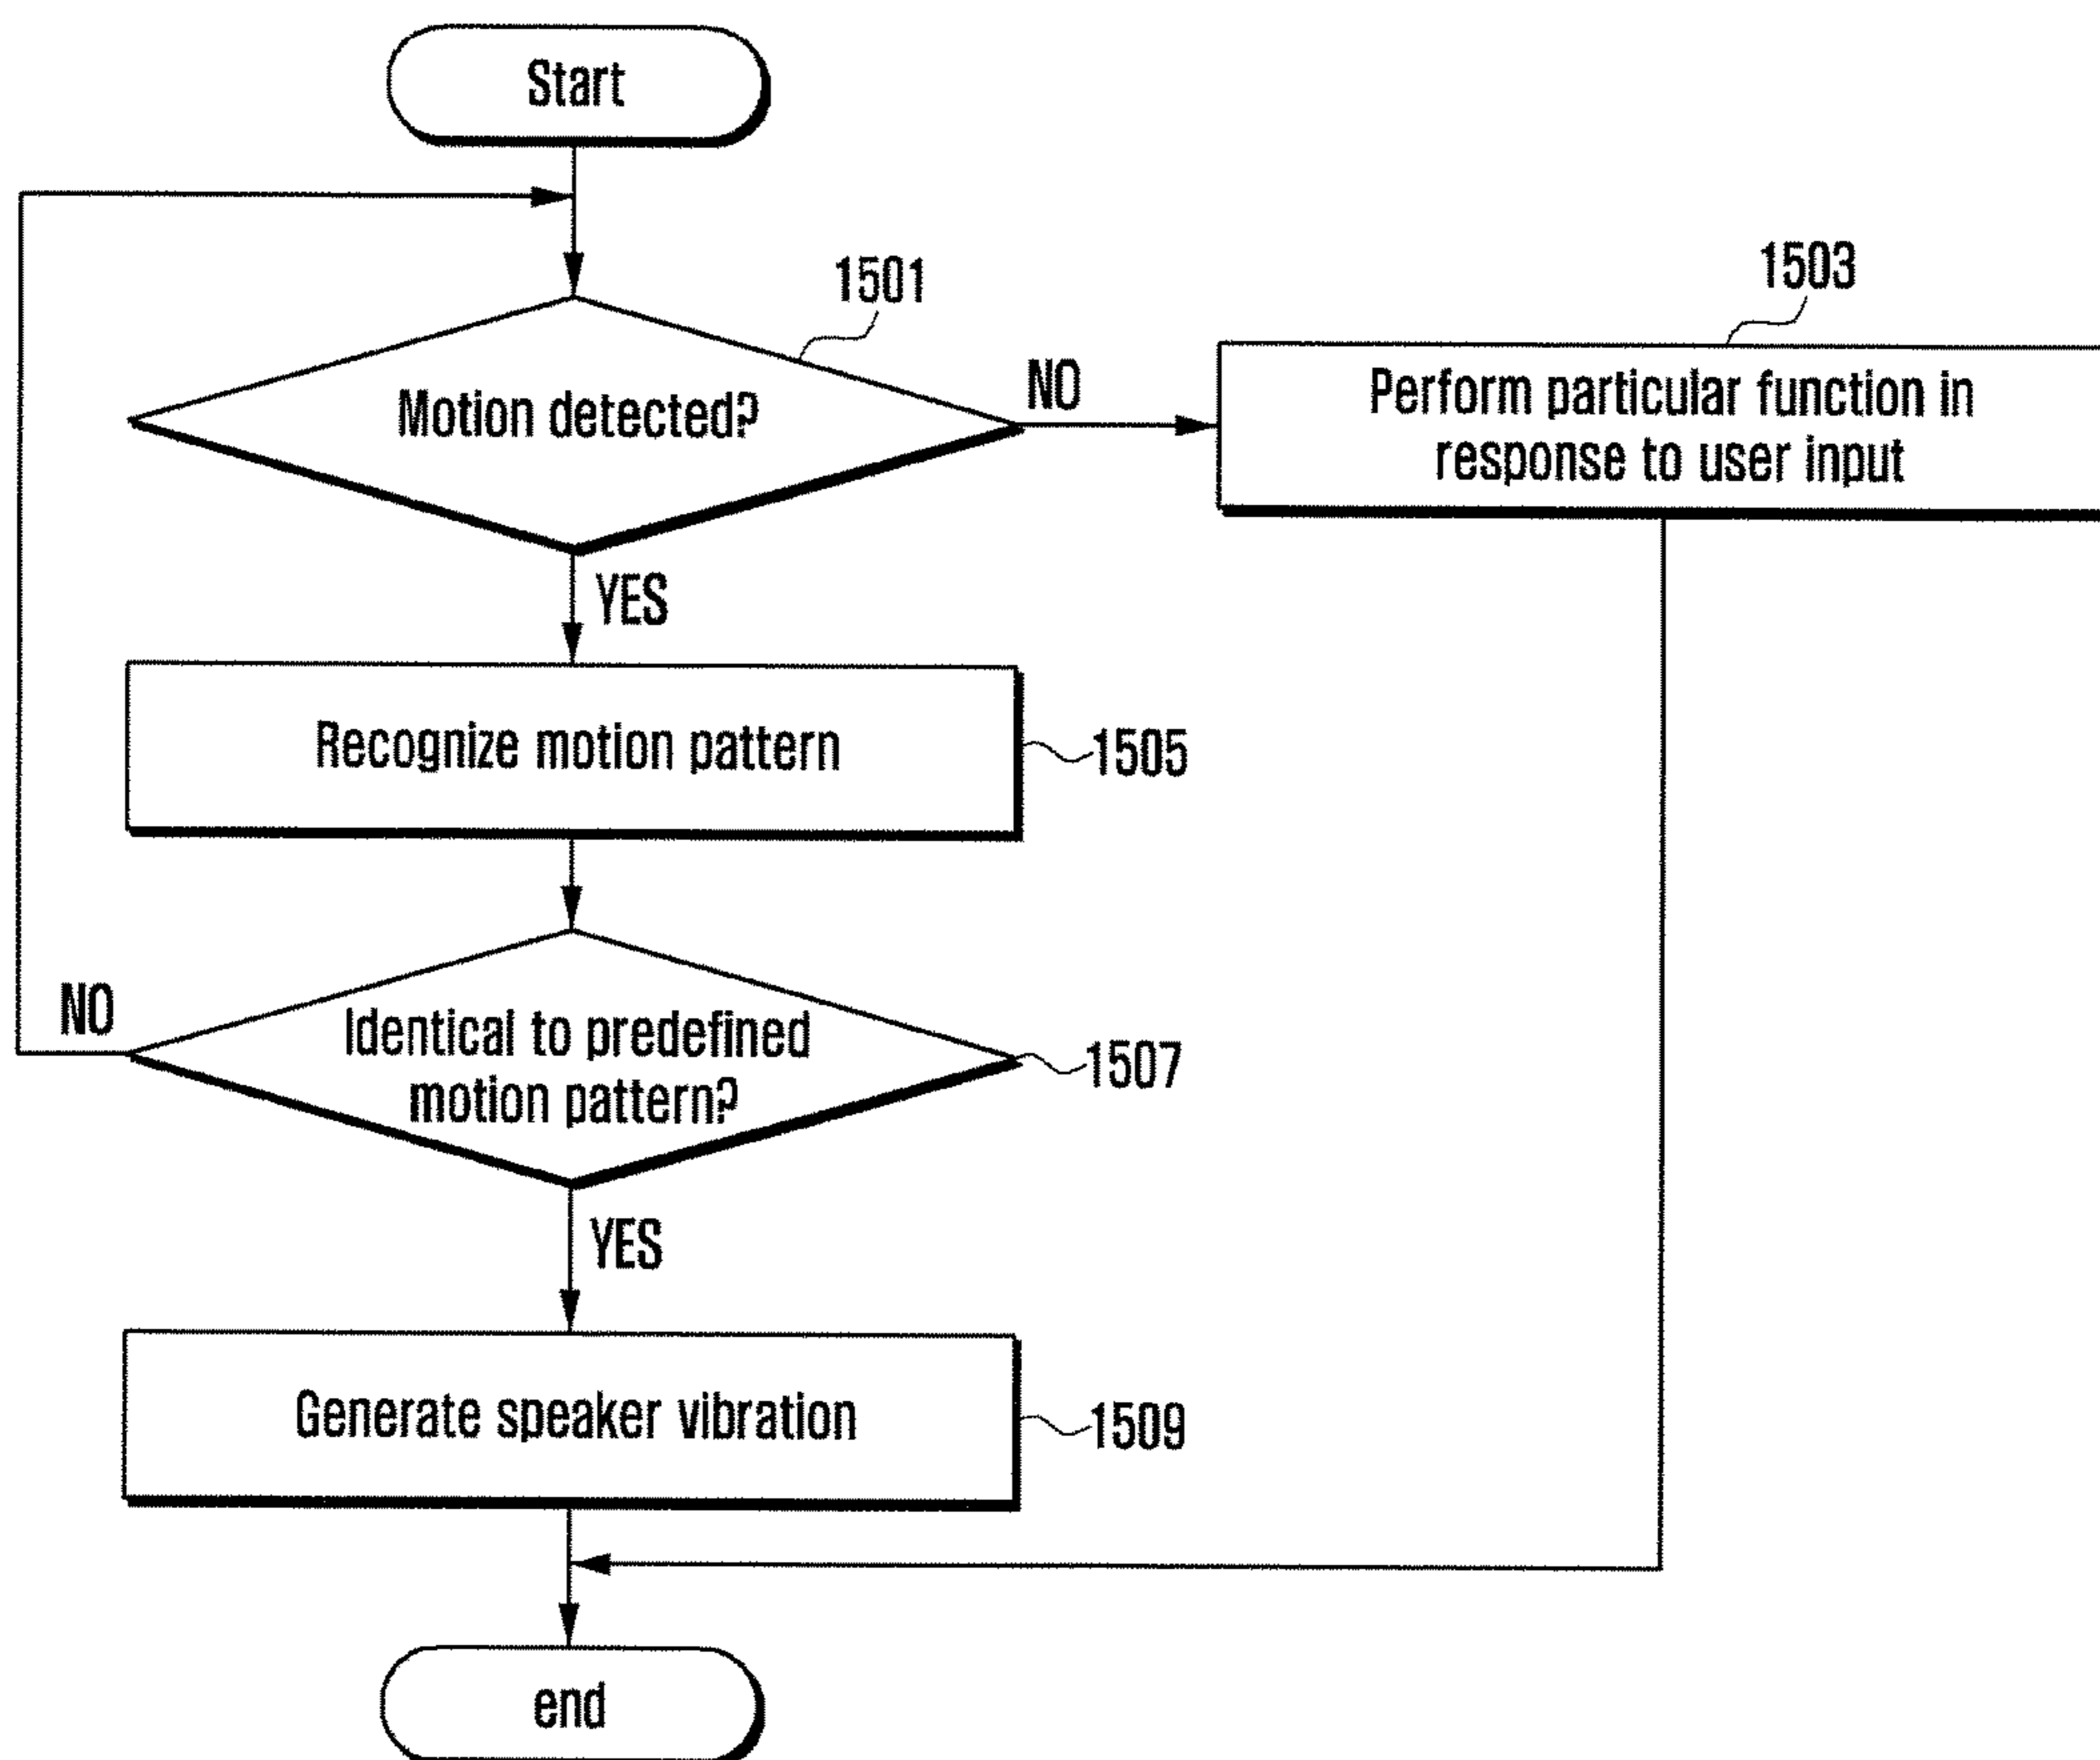 Start
1501
1503
Motion detected?
NO
Perform particular function in
response to user input
YES
Recognize motion pattern
1505
NO
Identical to predefined
motion pattern?
1507
YES
Generate speaker vibration
1509
end